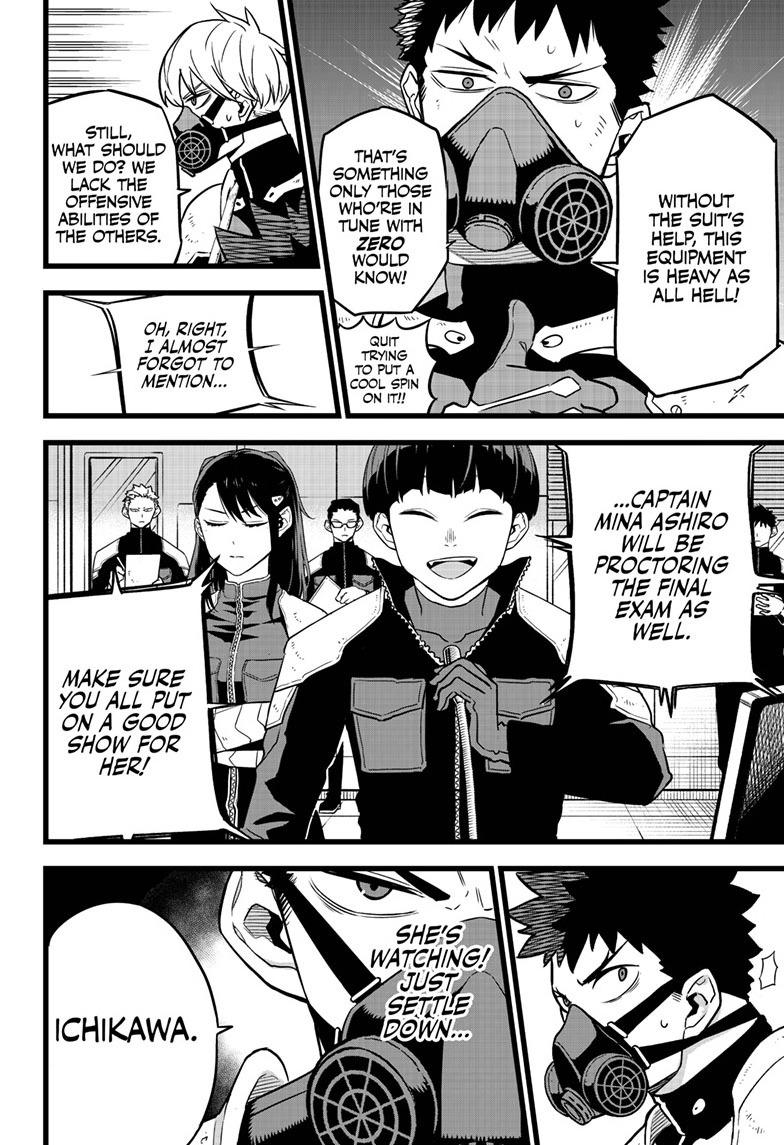 WITHOUT
THE SUIT'S
HELP, THIS
EQUIPMENT
IS HEAVY AS
ALL HELL!
THAT'S
SOMETHING
ONLY THOSE
WHO'RE IN
TUNE WITH
ZERO
WOULD
KNOW!
QUIT
TRYING
TO PUT A
COOL SPIN
ON IT!!
STILL,
WHAT SHOULD
WE DO? WE
LACK THE
OFFENSIVE
ABILITIES OF
THE OTHERS.
OH, RIGHT,
I ALMOST
FORGOT TO
MENTION...
...CAPTAIN
MINA ASHIRO
WILL BE
PROCTORING
THE FINAL
EXAM AS
WELL.
MAKE SURE
YOU ALL PUT
ON A GOOD
SHOW FOR
HER!
SHE'S
WATCHING!
JUST
SETTLE
DOWN...
ICHIKAWA.